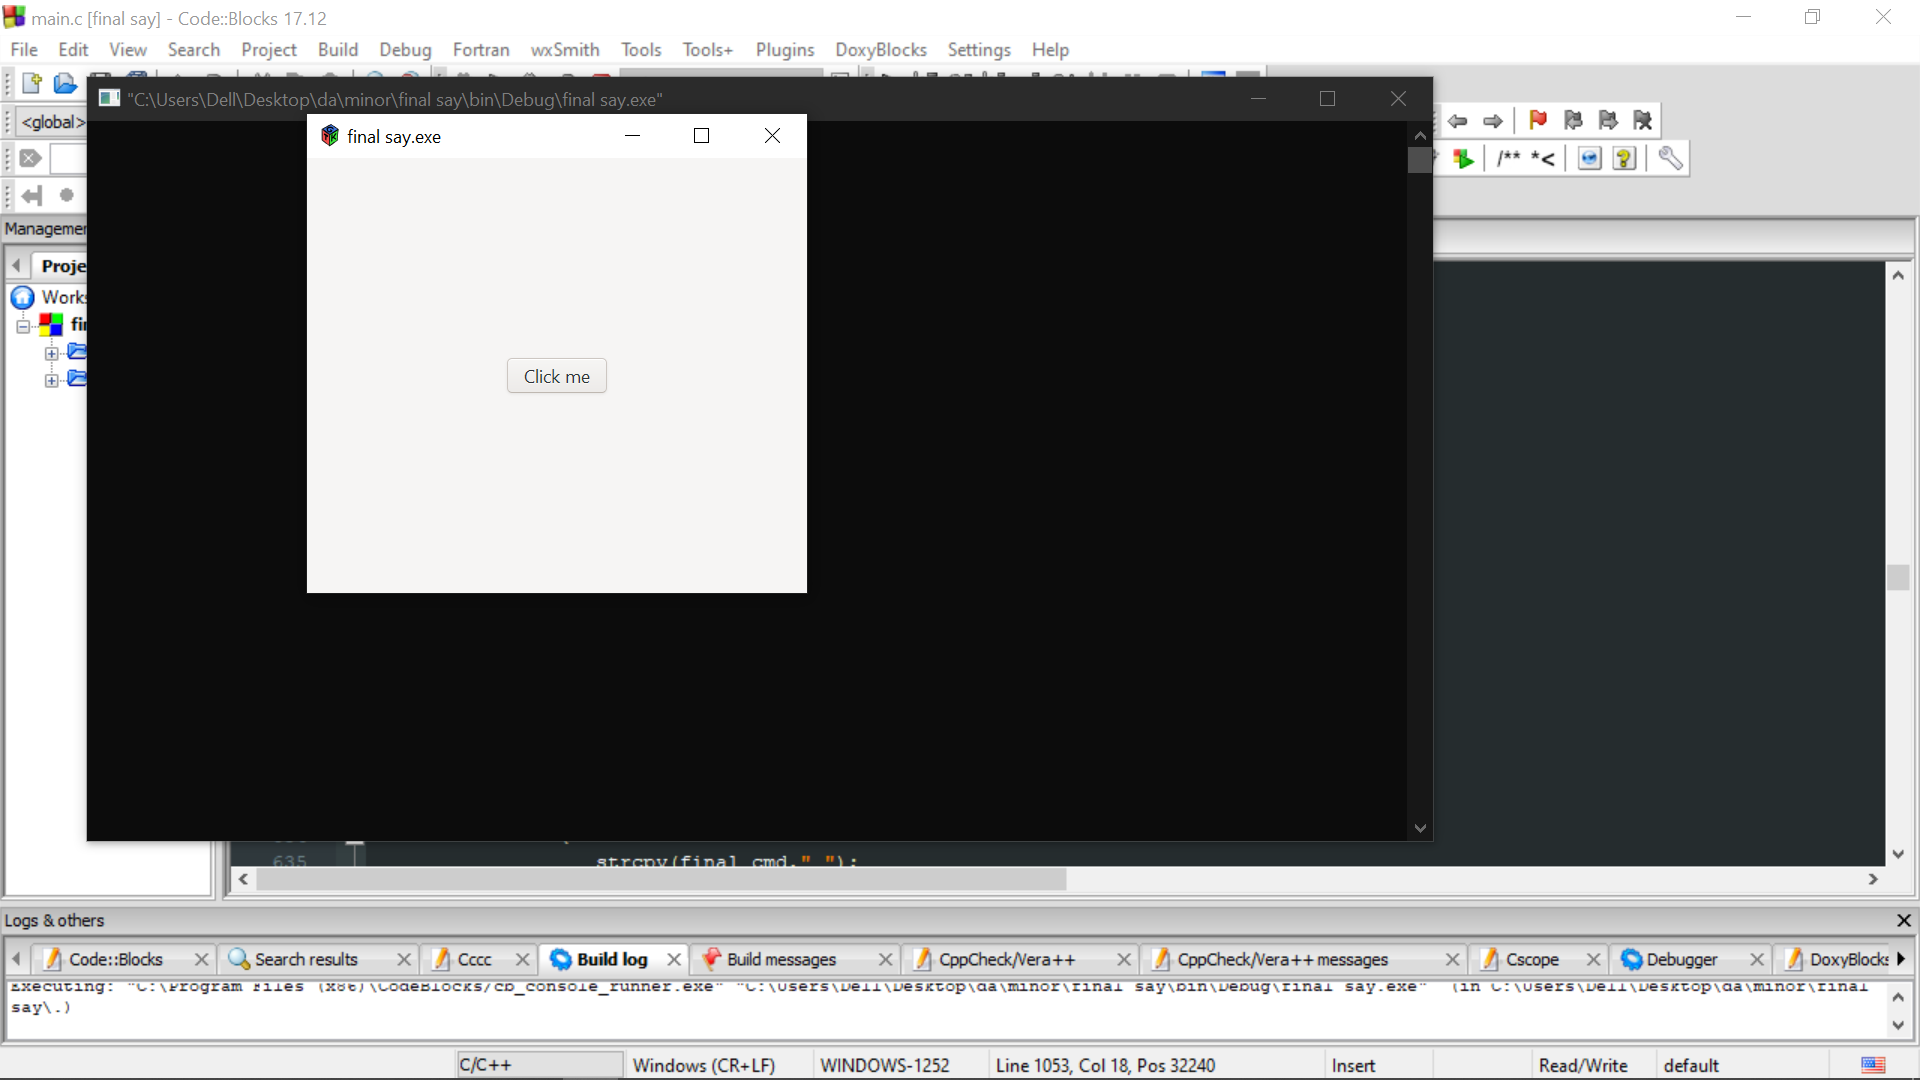 main.c [final say] - Code::Blocks 17.12
File Edit View Search Project Build Debug Fortran wxSmith Tools Tools+ Plugins DoxyBlocks Settings Help
"C:\Users\Dell\Desktop\da\minor\final say\bin\Debug\final say.exe"
<global>
final say.exe
/** *<
Click me
635 strcpy(final_cmd," ");
Logs & others
Code::Blocks Search results Cccc Build log Build messages CppCheck/Vera++ CppCheck/Vera++ messages Cscope Debugger DoxyBlocks
Executing: "C:\Program Files (x86)\CodeBlocks/cb_console_runner.exe" "C:\Users\Dell\Desktop\da\minor\final say\bin\Debug\final say.exe" (in C:\Users\Dell\Desktop\da\minor\final
say\.)
C/C++ Windows (CR+LF) WINDOWS-1252 Line 1053, Col 18, Pos 32240 Insert Read/Write default